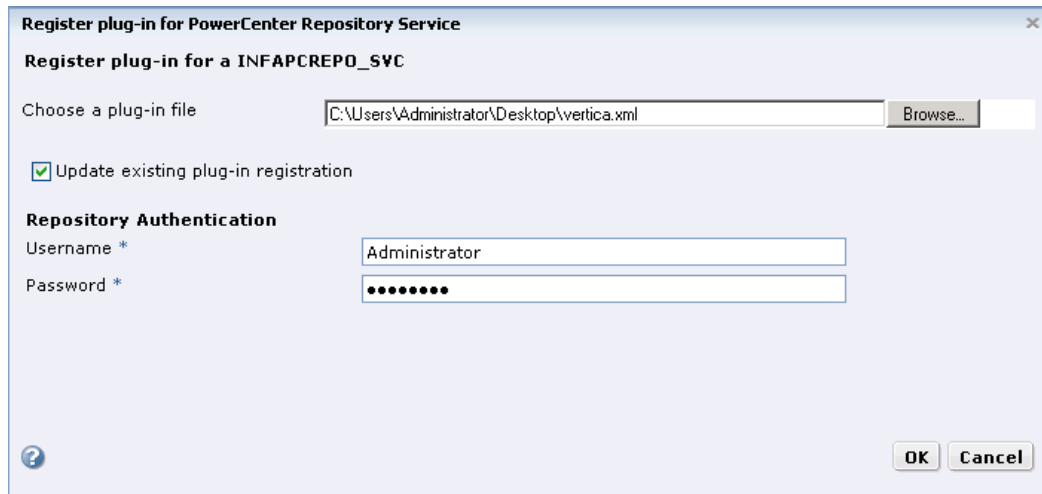 Register plug-in for PowerCenter Repository Service
Register plug-in for a INFAPCREPO_SVC
Choose a plug-in file C:\Users\Administrator\Desktop\vertica.xml Browse...
Update existing plug-in registration
Repository Authentication
Username * Administrator
Password * ••••••••
OK Cancel